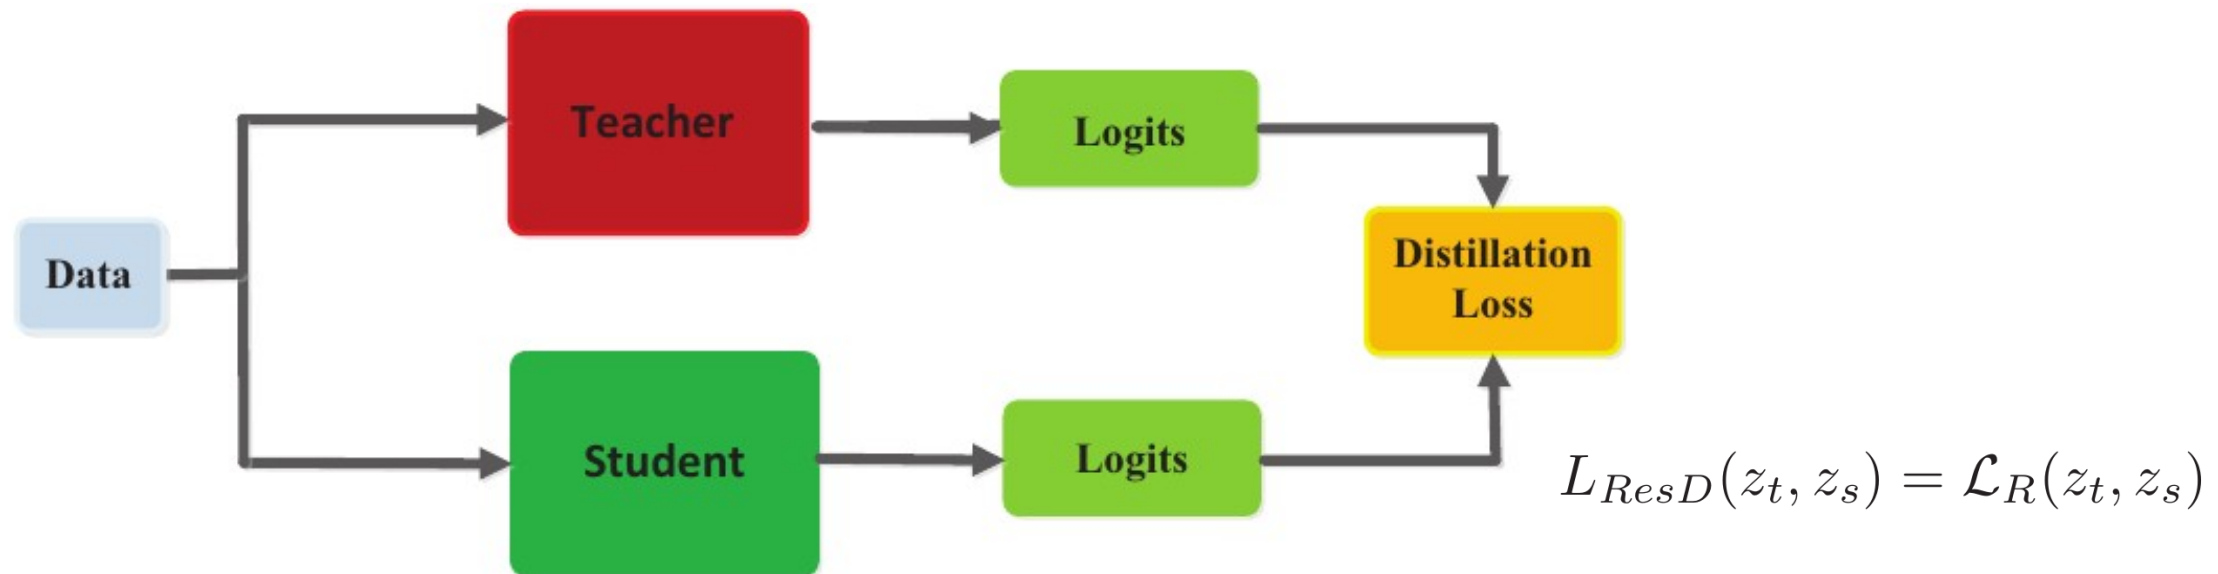 Teacher
Logits
Data
Distillation
Loss
Student
Logits
L_{ResD}(z_t, z_s) = \mathcal{L}_R(z_t, z_s)